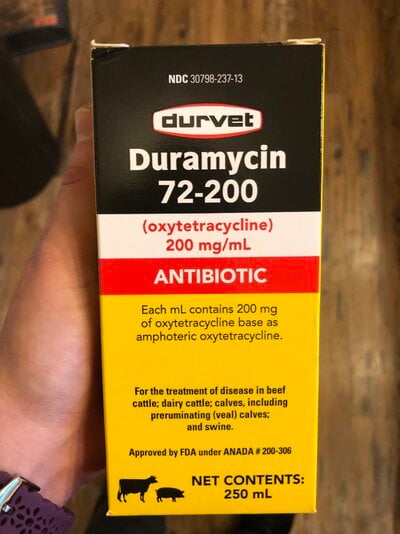 NDC 30798-237-13
durvet
Duramycin
72-200
(oxytetracycline)
200 mg/mL
ANTIBIOTIC
Each mL contains 200 mg
of oxytetracycline base as
amphoteric oxytetracycline.
For the treatment of disease in beef
cattle; dairy cattle; calves, including
preruminating (veal) calves;
and swine.
Approved by FDA under ANADA # 200-306
NET CONTENTS:
250 mL